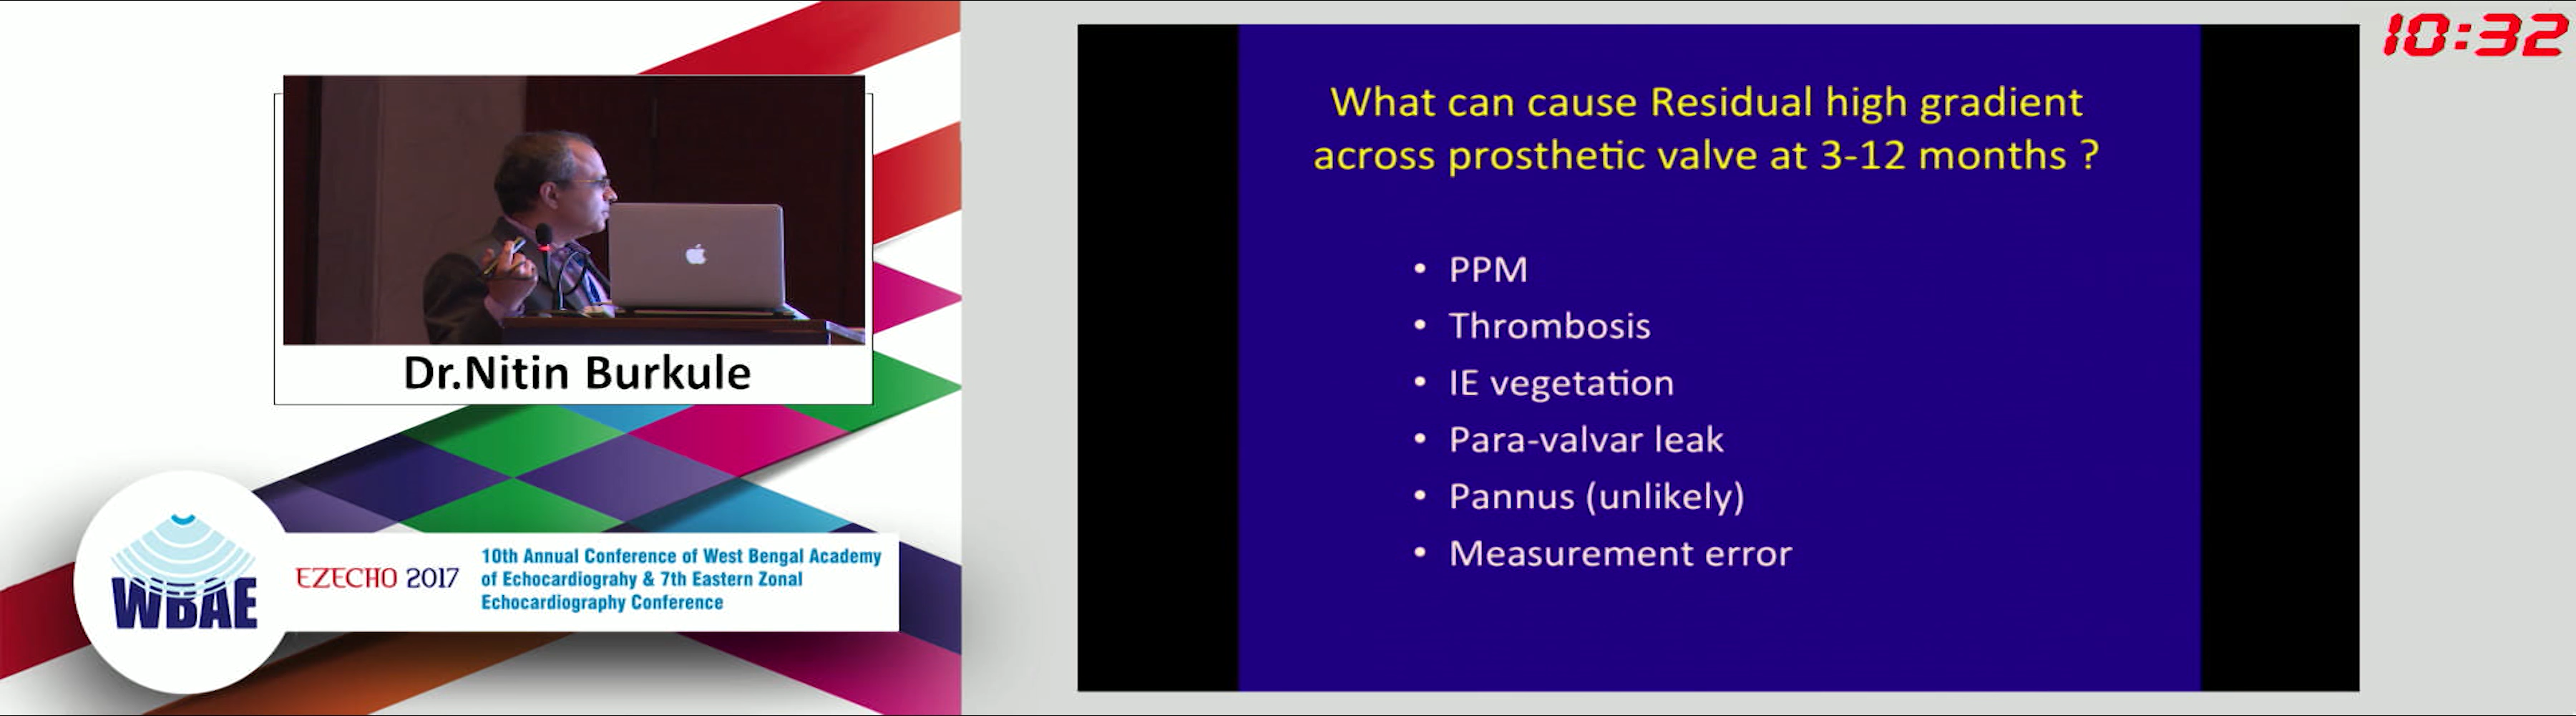 10:32
What can cause Residual high gradient
across prosthetic valve at 3-12 months ?
• PPM
• Thrombosis
• IE vegetation
• Para-valvar leak
• Pannus (unlikely)
• Measurement error
Dr.Nitin Burkule
WBAE
EZECHO 2017
10th Annual Conference of West Bengal Academy
of Echocardiograhy & 7th Eastern Zonal
Echocardiography Conference